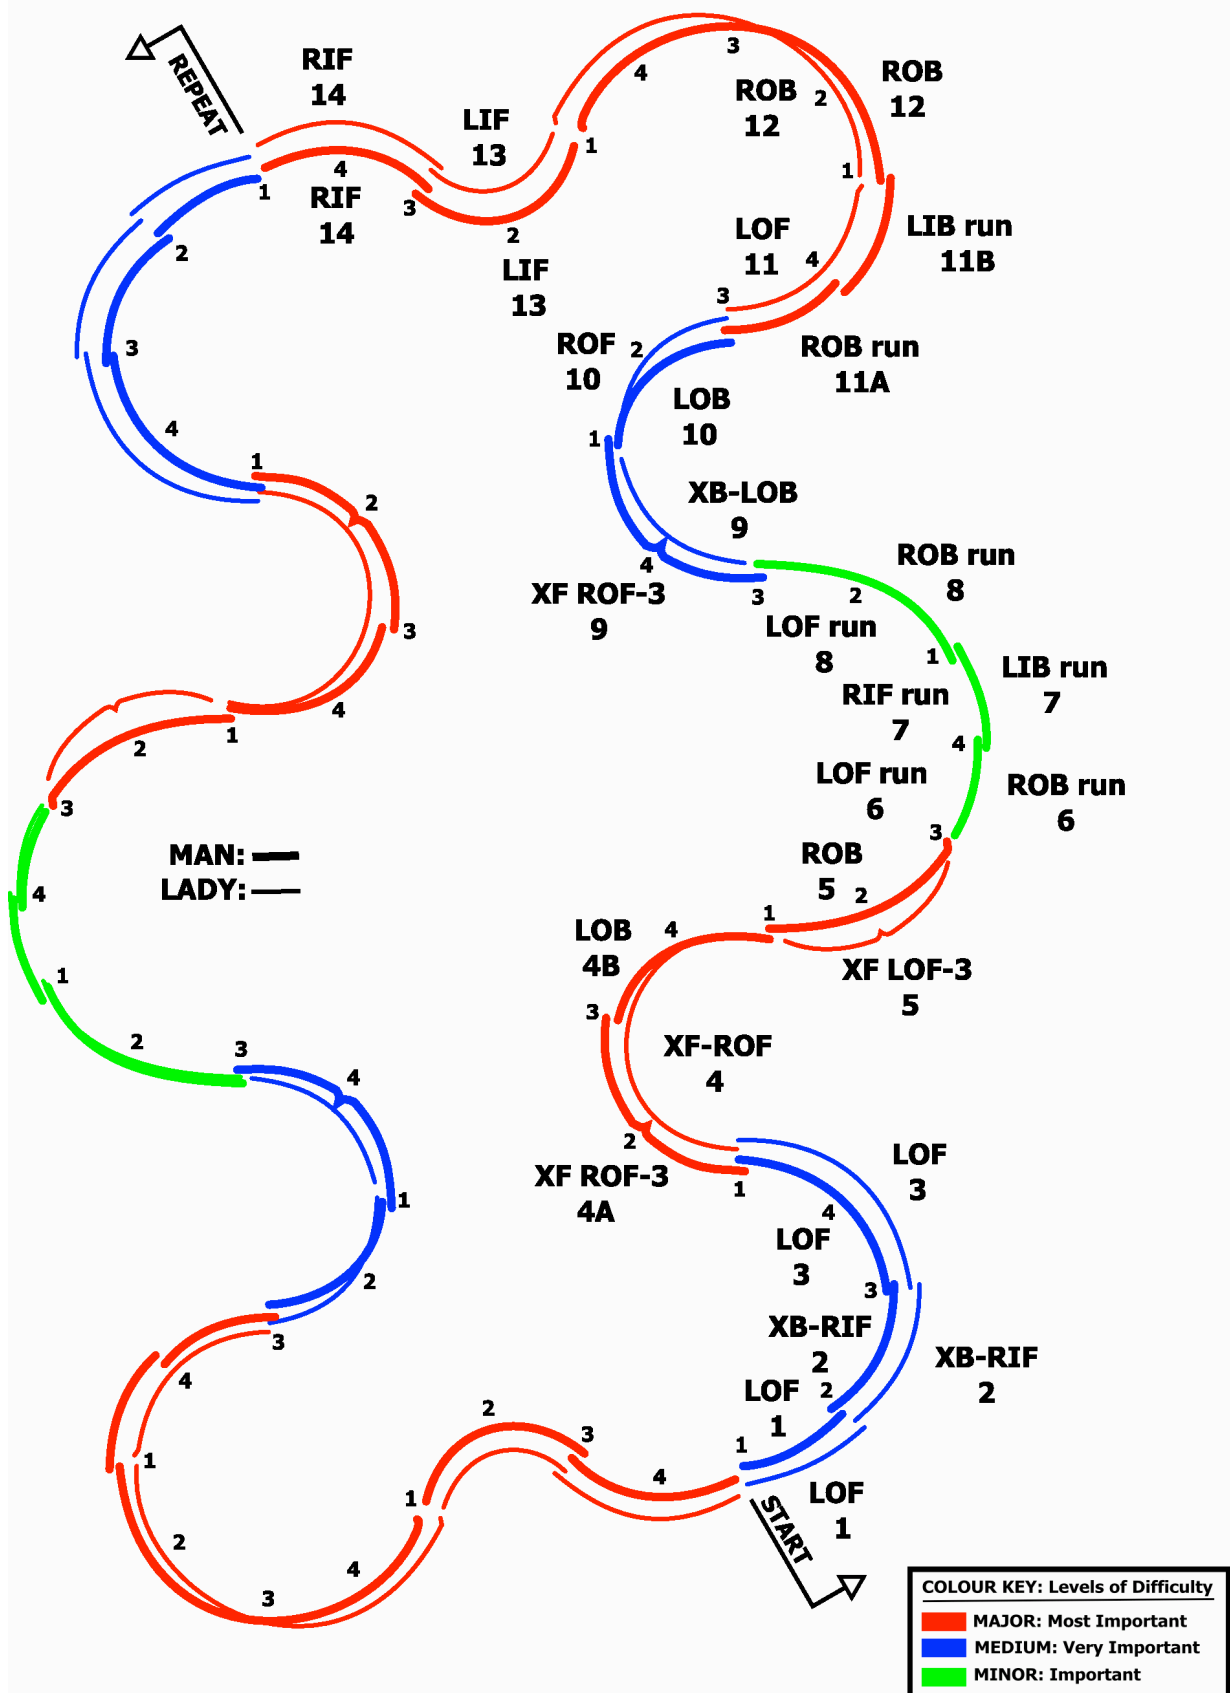 REPEAT
RIF
14
4
1
RIF
14
3
LIF
13
2
LIF
13
1
4
3
ROB
12
2
ROB
12
1
LIB run
11B
LOF
11
4
3
ROB run
11A
ROF
10
2
LOB
10
1
XB-LOB
9
4
XF ROF-3
9
3
2
ROB run
8
LOF run
8
1
LIB run
7
RIF run
7
4
LOF run
6
ROB run
6
3
ROB
5
2
1
XF LOF-3
5
LOB
4B
4
3
XF-ROF
4
2
XF ROF-3
4A
1
LOF
3
4
LOF
3
3
XB-RIF
2
XB-RIF
2
2
LOF
1
1
LOF
1
START
2
3
4
1
2
3
4
1
2
3
4
1
2
3
4
1
2
3
4
1
2
3
4
1
2
3
4
MAN:
LADY:
COLOUR KEY: Levels of Difficulty
MAJOR: Most Important
MEDIUM: Very Important
MINOR: Important